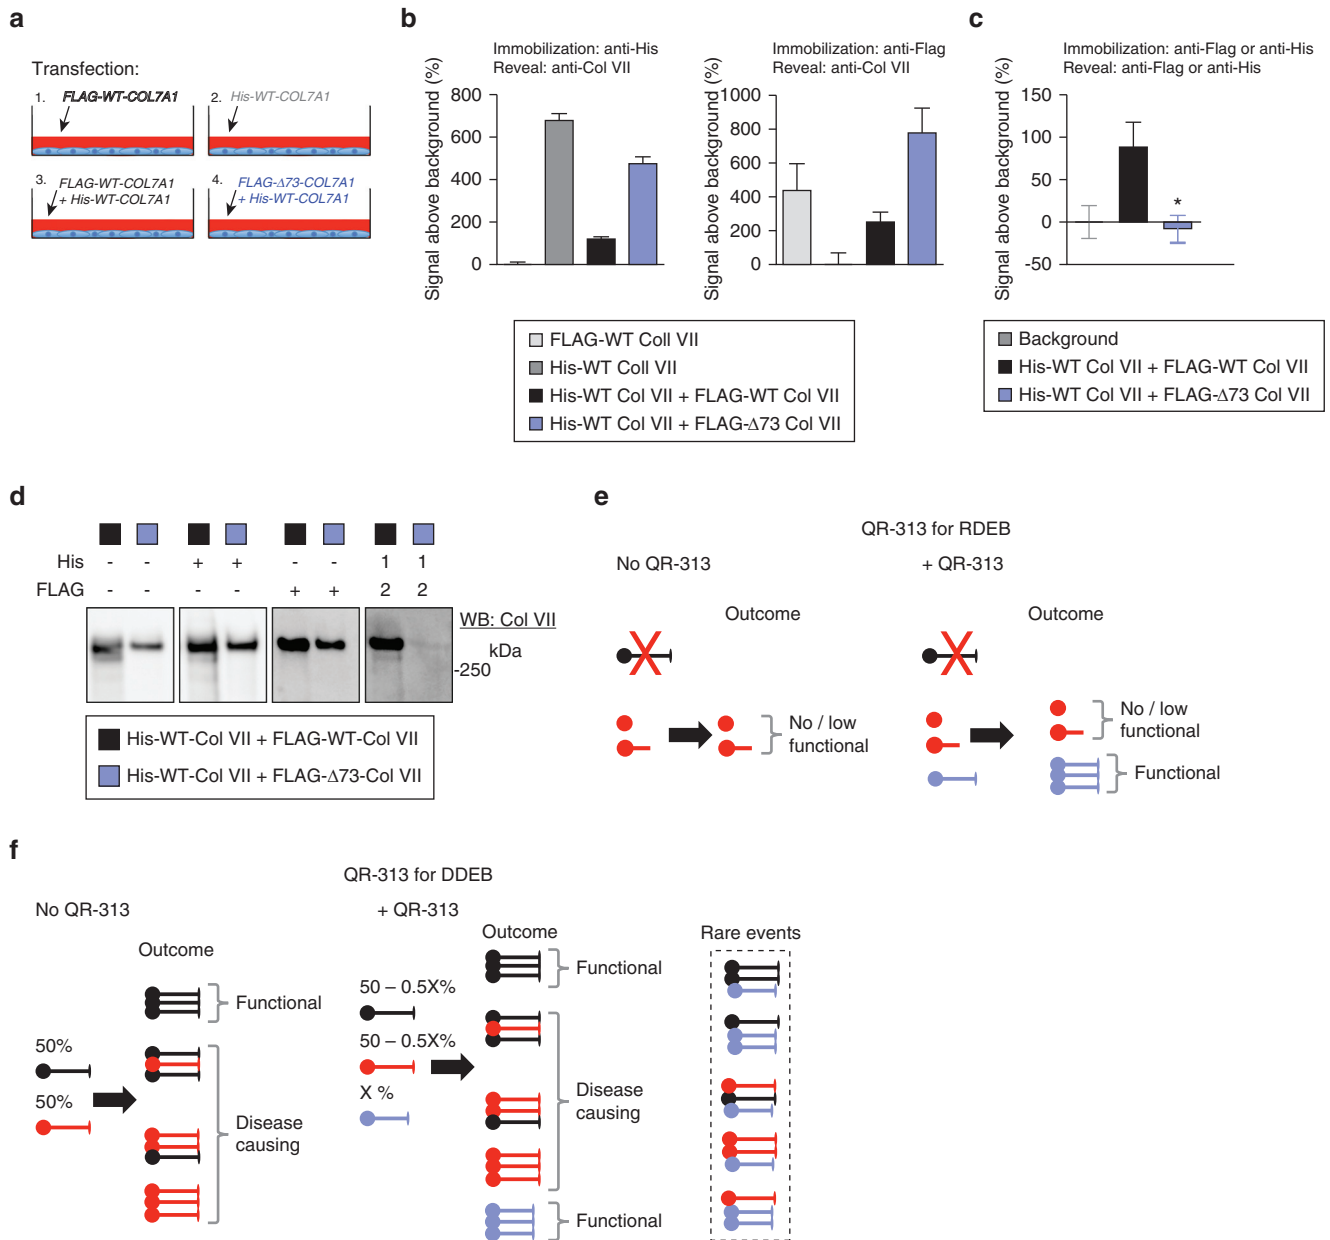 a
Transfection:
1. FLAG-WT-COL7A1
2. His-WT-COL7A1
3. FLAG-WT-COL7A1
+ His-WT-COL7A1
4. FLAG-Δ73-COL7A1
+ His-WT-COL7A1
b
Immobilization: anti-His
Reveal: anti-Col VII
Signal above background (%)
800
600
400
200
0
Immobilization: anti-Flag
Reveal: anti-Col VII
Signal above background (%)
1000
800
600
400
200
0
FLAG-WT Coll VII
His-WT Coll VII
His-WT Col VII + FLAG-WT Col VII
His-WT Col VII + FLAG-Δ73 Col VII
c
Immobilization: anti-Flag or anti-His
Reveal: anti-Flag or anti-His
Signal above background (%)
150
100
50
0
-50
*
Background
His-WT Col VII + FLAG-WT Col VII
His-WT Col VII + FLAG-Δ73 Col VII
d
His - - + + - - 1 1
FLAG - - - - + + 2 2
WB: Col VII
kDa
-250
His-WT-Col VII + FLAG-WT-Col VII
His-WT-Col VII + FLAG-Δ73-Col VII
e
QR-313 for RDEB
No QR-313
+ QR-313
Outcome
Outcome
No / low
functional
No / low
functional
Functional
f
QR-313 for DDEB
No QR-313
+ QR-313
Outcome
Functional
50%
50%
Disease
causing
Outcome
Functional
50 – 0.5X%
50 – 0.5X%
X %
Disease
causing
Functional
Rare events